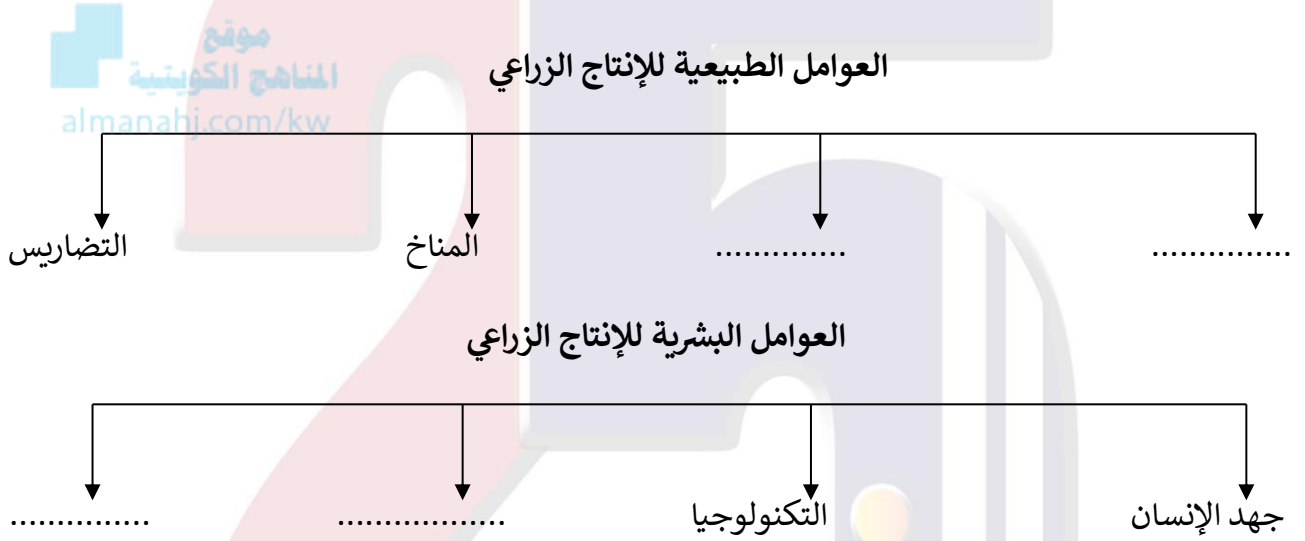 موقع
المناهج الكويتية
almanahj.com/kw
العوامل الطبيعية للإنتاج الزراعي
............... .............. المناخ التضاريس
العوامل البشرية للإنتاج الزراعي
جهد الإنسان التكنولوجيا .................. ...............